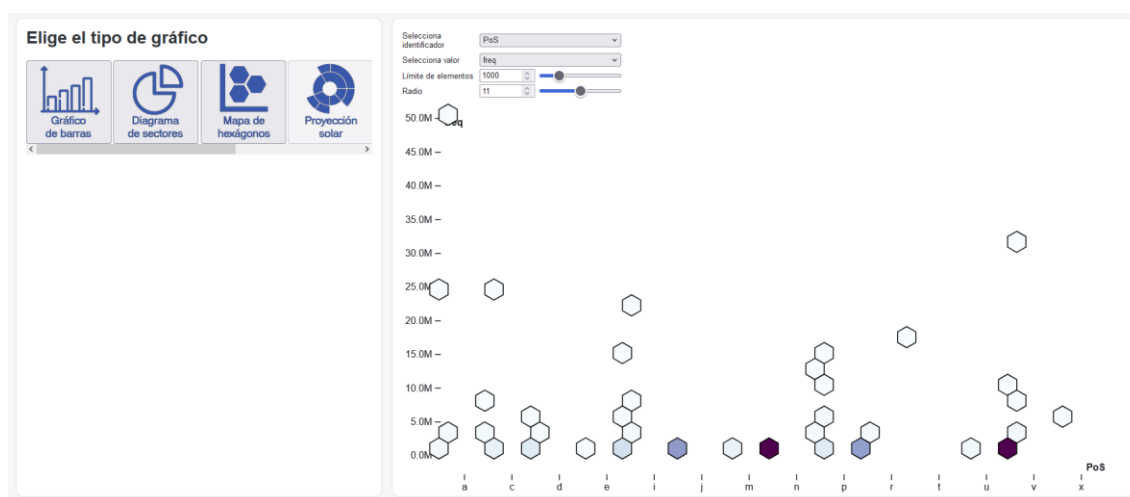 Elige el tipo de gráfico
Gráfico
de barras
Diagrama
de sectores
Mapa de
hexágonos
Proyección
solar
Selecciona
identificador
PoS
Selecciona valor
freq
Límite de elementos
1000
Radio
11
50.0M
45.0M
40.0M
35.0M
30.0M
25.0M
20.0M
15.0M
10.0M
5.0M
0.0M
PoS
a c d e i j m n p r t u v x